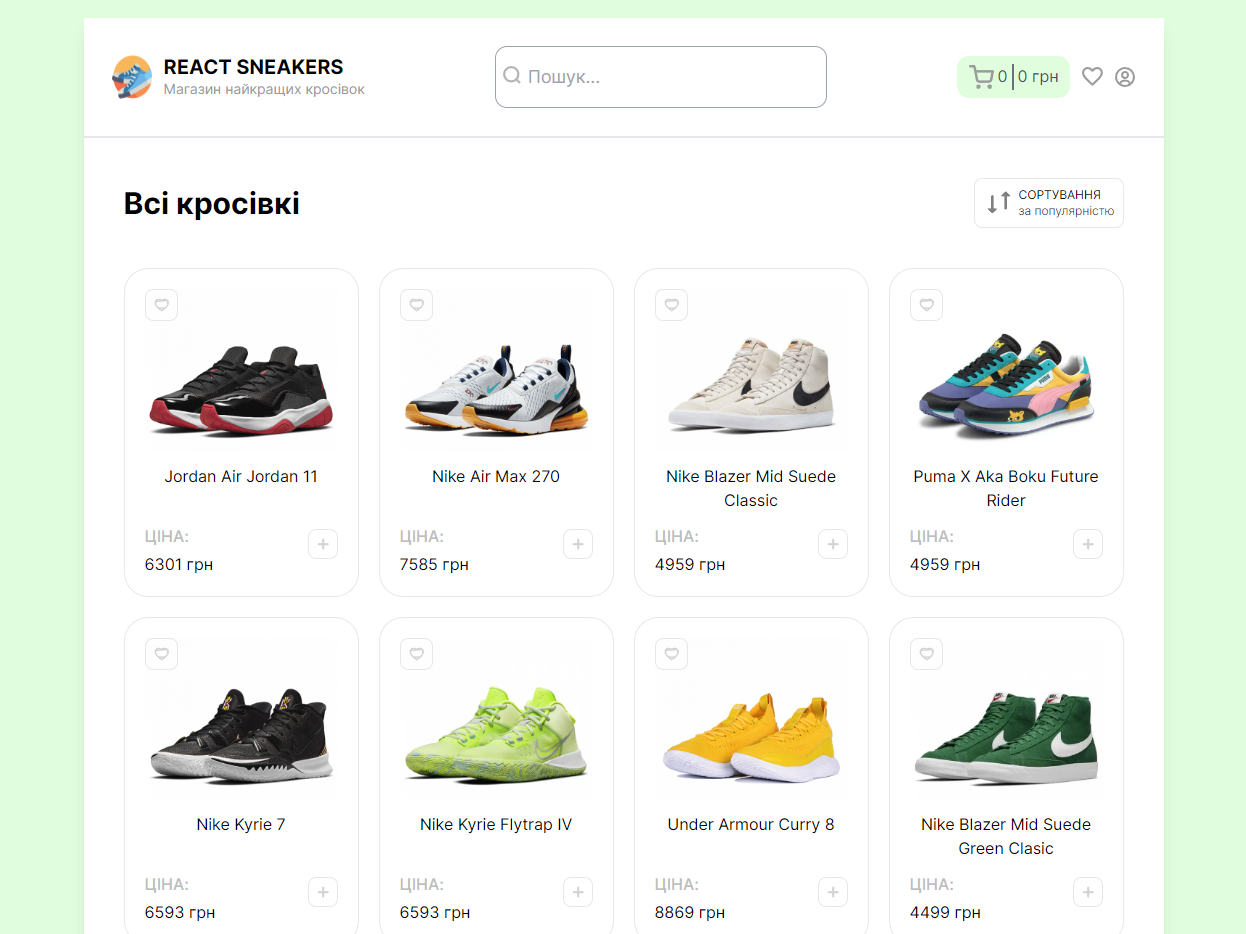 REACT SNEAKERS
Магазин найкращих кросівок
Пошук...
0 | 0 грн
Всі кросівкі
СОРТУВАННЯ
за популярністю
Jordan Air Jordan 11
ЦІНА:
6301 грн
Nike Air Max 270
ЦІНА:
7585 грн
Nike Blazer Mid Suede
Classic
ЦІНА:
4959 грн
Puma X Aka Boku Future
Rider
ЦІНА:
4959 грн
Nike Kyrie 7
ЦІНА:
6593 грн
Nike Kyrie Flytrap IV
ЦІНА:
6593 грн
Under Armour Curry 8
ЦІНА:
8869 грн
Nike Blazer Mid Suede
Green Clasic
ЦІНА:
4499 грн